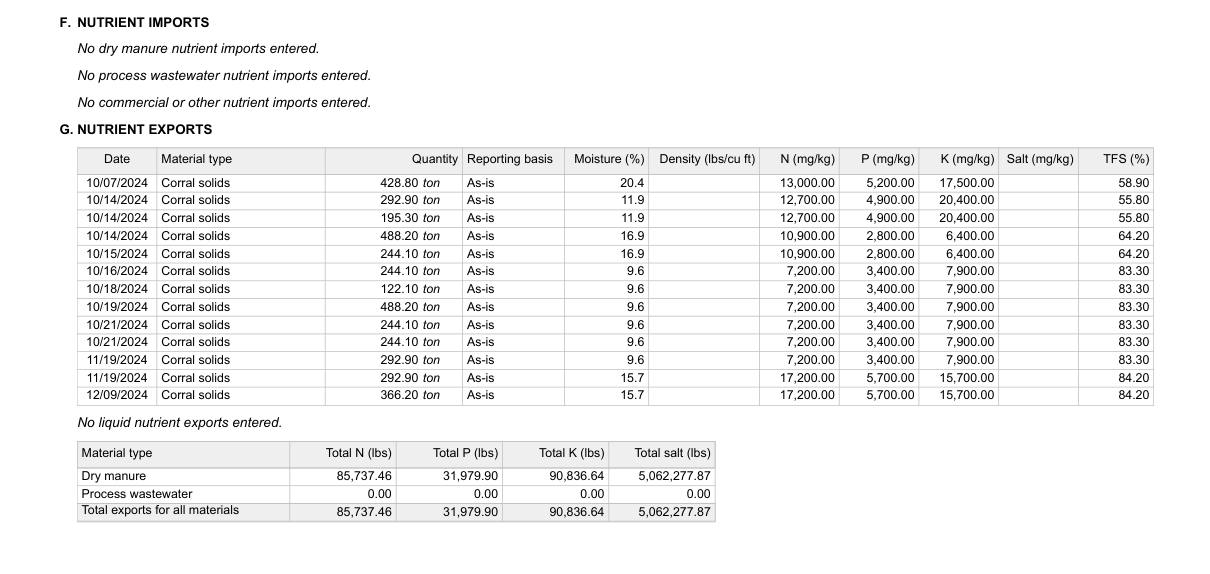 F. NUTRIENT IMPORTS
No dry manure nutrient imports entered.
No process wastewater nutrient imports entered.
No commercial or other nutrient imports entered.
G. NUTRIENT EXPORTS
Date Material type Quantity Reporting basis Moisture (%) Density (lbs/cu ft) N (mg/kg) P (mg/kg) K (mg/kg) Salt (mg/kg) TFS (%)
10/07/2024 Corral solids 428.80 ton As-is 20.4 13,000.00 5,200.00 17,500.00 58.90
10/14/2024 Corral solids 292.90 ton As-is 11.9 12,700.00 4,900.00 20,400.00 55.80
10/14/2024 Corral solids 195.30 ton As-is 11.9 12,700.00 4,900.00 20,400.00 55.80
10/14/2024 Corral solids 488.20 ton As-is 16.9 10,900.00 2,800.00 6,400.00 64.20
10/15/2024 Corral solids 244.10 ton As-is 16.9 10,900.00 2,800.00 6,400.00 64.20
10/16/2024 Corral solids 244.10 ton As-is 9.6 7,200.00 3,400.00 7,900.00 83.30
10/18/2024 Corral solids 122.10 ton As-is 9.6 7,200.00 3,400.00 7,900.00 83.30
10/19/2024 Corral solids 488.20 ton As-is 9.6 7,200.00 3,400.00 7,900.00 83.30
10/21/2024 Corral solids 244.10 ton As-is 9.6 7,200.00 3,400.00 7,900.00 83.30
10/21/2024 Corral solids 244.10 ton As-is 9.6 7,200.00 3,400.00 7,900.00 83.30
11/19/2024 Corral solids 292.90 ton As-is 9.6 7,200.00 3,400.00 7,900.00 83.30
11/19/2024 Corral solids 292.90 ton As-is 15.7 17,200.00 5,700.00 15,700.00 84.20
12/09/2024 Corral solids 366.20 ton As-is 15.7 17,200.00 5,700.00 15,700.00 84.20
No liquid nutrient exports entered.
Material type Total N (lbs) Total P (lbs) Total K (lbs) Total salt (lbs)
Dry manure 85,737.46 31,979.90 90,836.64 5,062,277.87
Process wastewater 0.00 0.00 0.00 0.00
Total exports for all materials 85,737.46 31,979.90 90,836.64 5,062,277.87